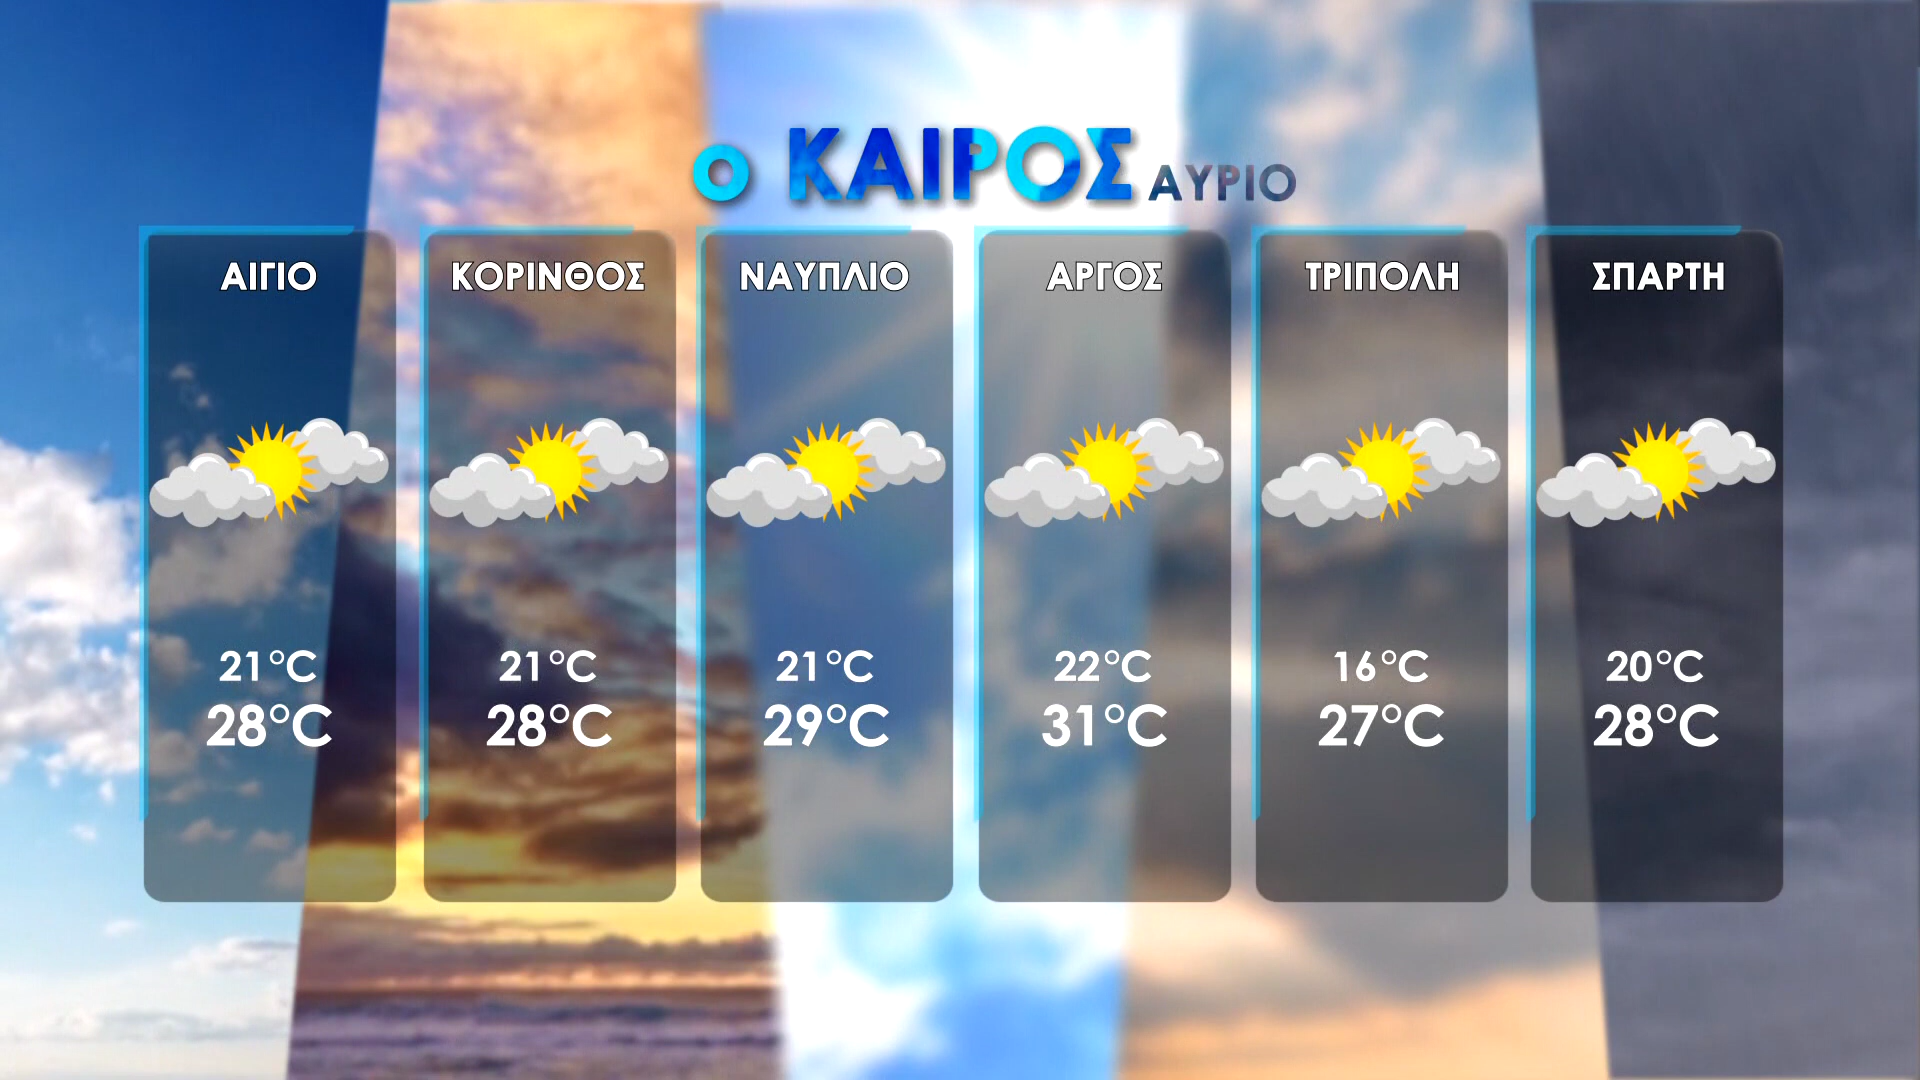 ο ΚΑΙΡΟΣ ΑΥΡΙΟ
ΑΙΓΙΟ
21°C
28°C
ΚΟΡΙΝΘΟΣ
21°C
28°C
ΝΑΥΠΛΙΟ
21°C
29°C
ΑΡΓΟΣ
22°C
31°C
ΤΡΙΠΟΛΗ
16°C
27°C
ΣΠΑΡΤΗ
20°C
28°C